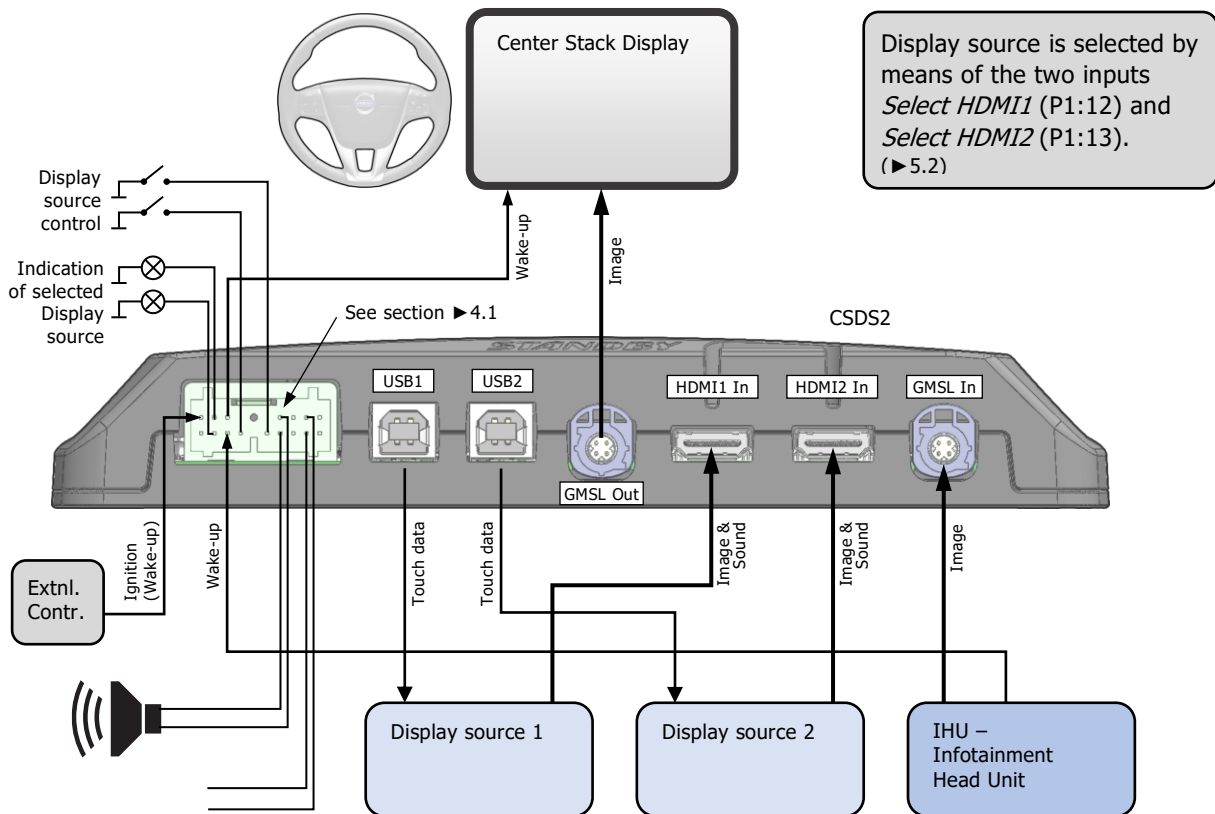 Center Stack Display
Display source is selected by
means of the two inputs
Select HDMI1 (P1:12) and
Select HDMI2 (P1:13).
(►5.2)
Display
source
control
Indication
of selected
Display
source
Wake-up
Image
See section ►4.1
CSDS2
STANDBY
USB1
USB2
HDMI1 In
HDMI2 In
GMSL In
GMSL Out
Extnl.
Contr.
Ignition
(Wake-up)
Wake-up
Touch data
Touch data
Image &
Sound
Image &
Sound
Image
Display source 1
Display source 2
IHU –
Infotainment
Head Unit